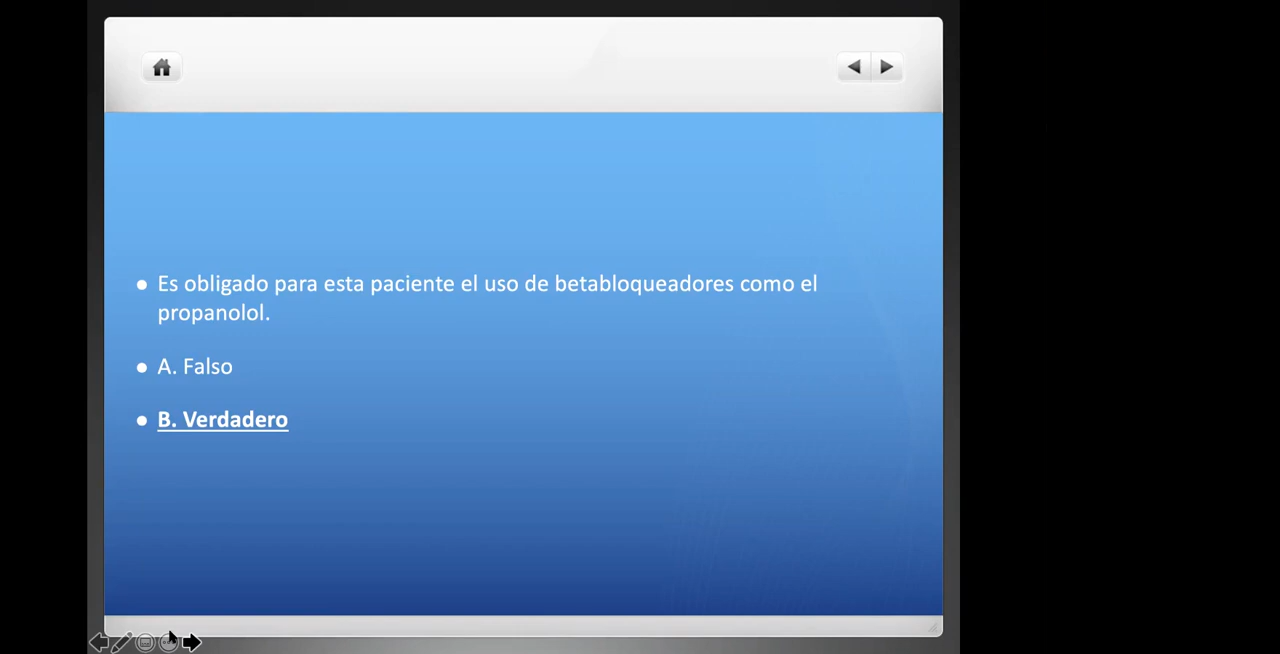 Es obligado para esta paciente el uso de betabloqueadores como el
propanolol.
A. Falso
B. Verdadero